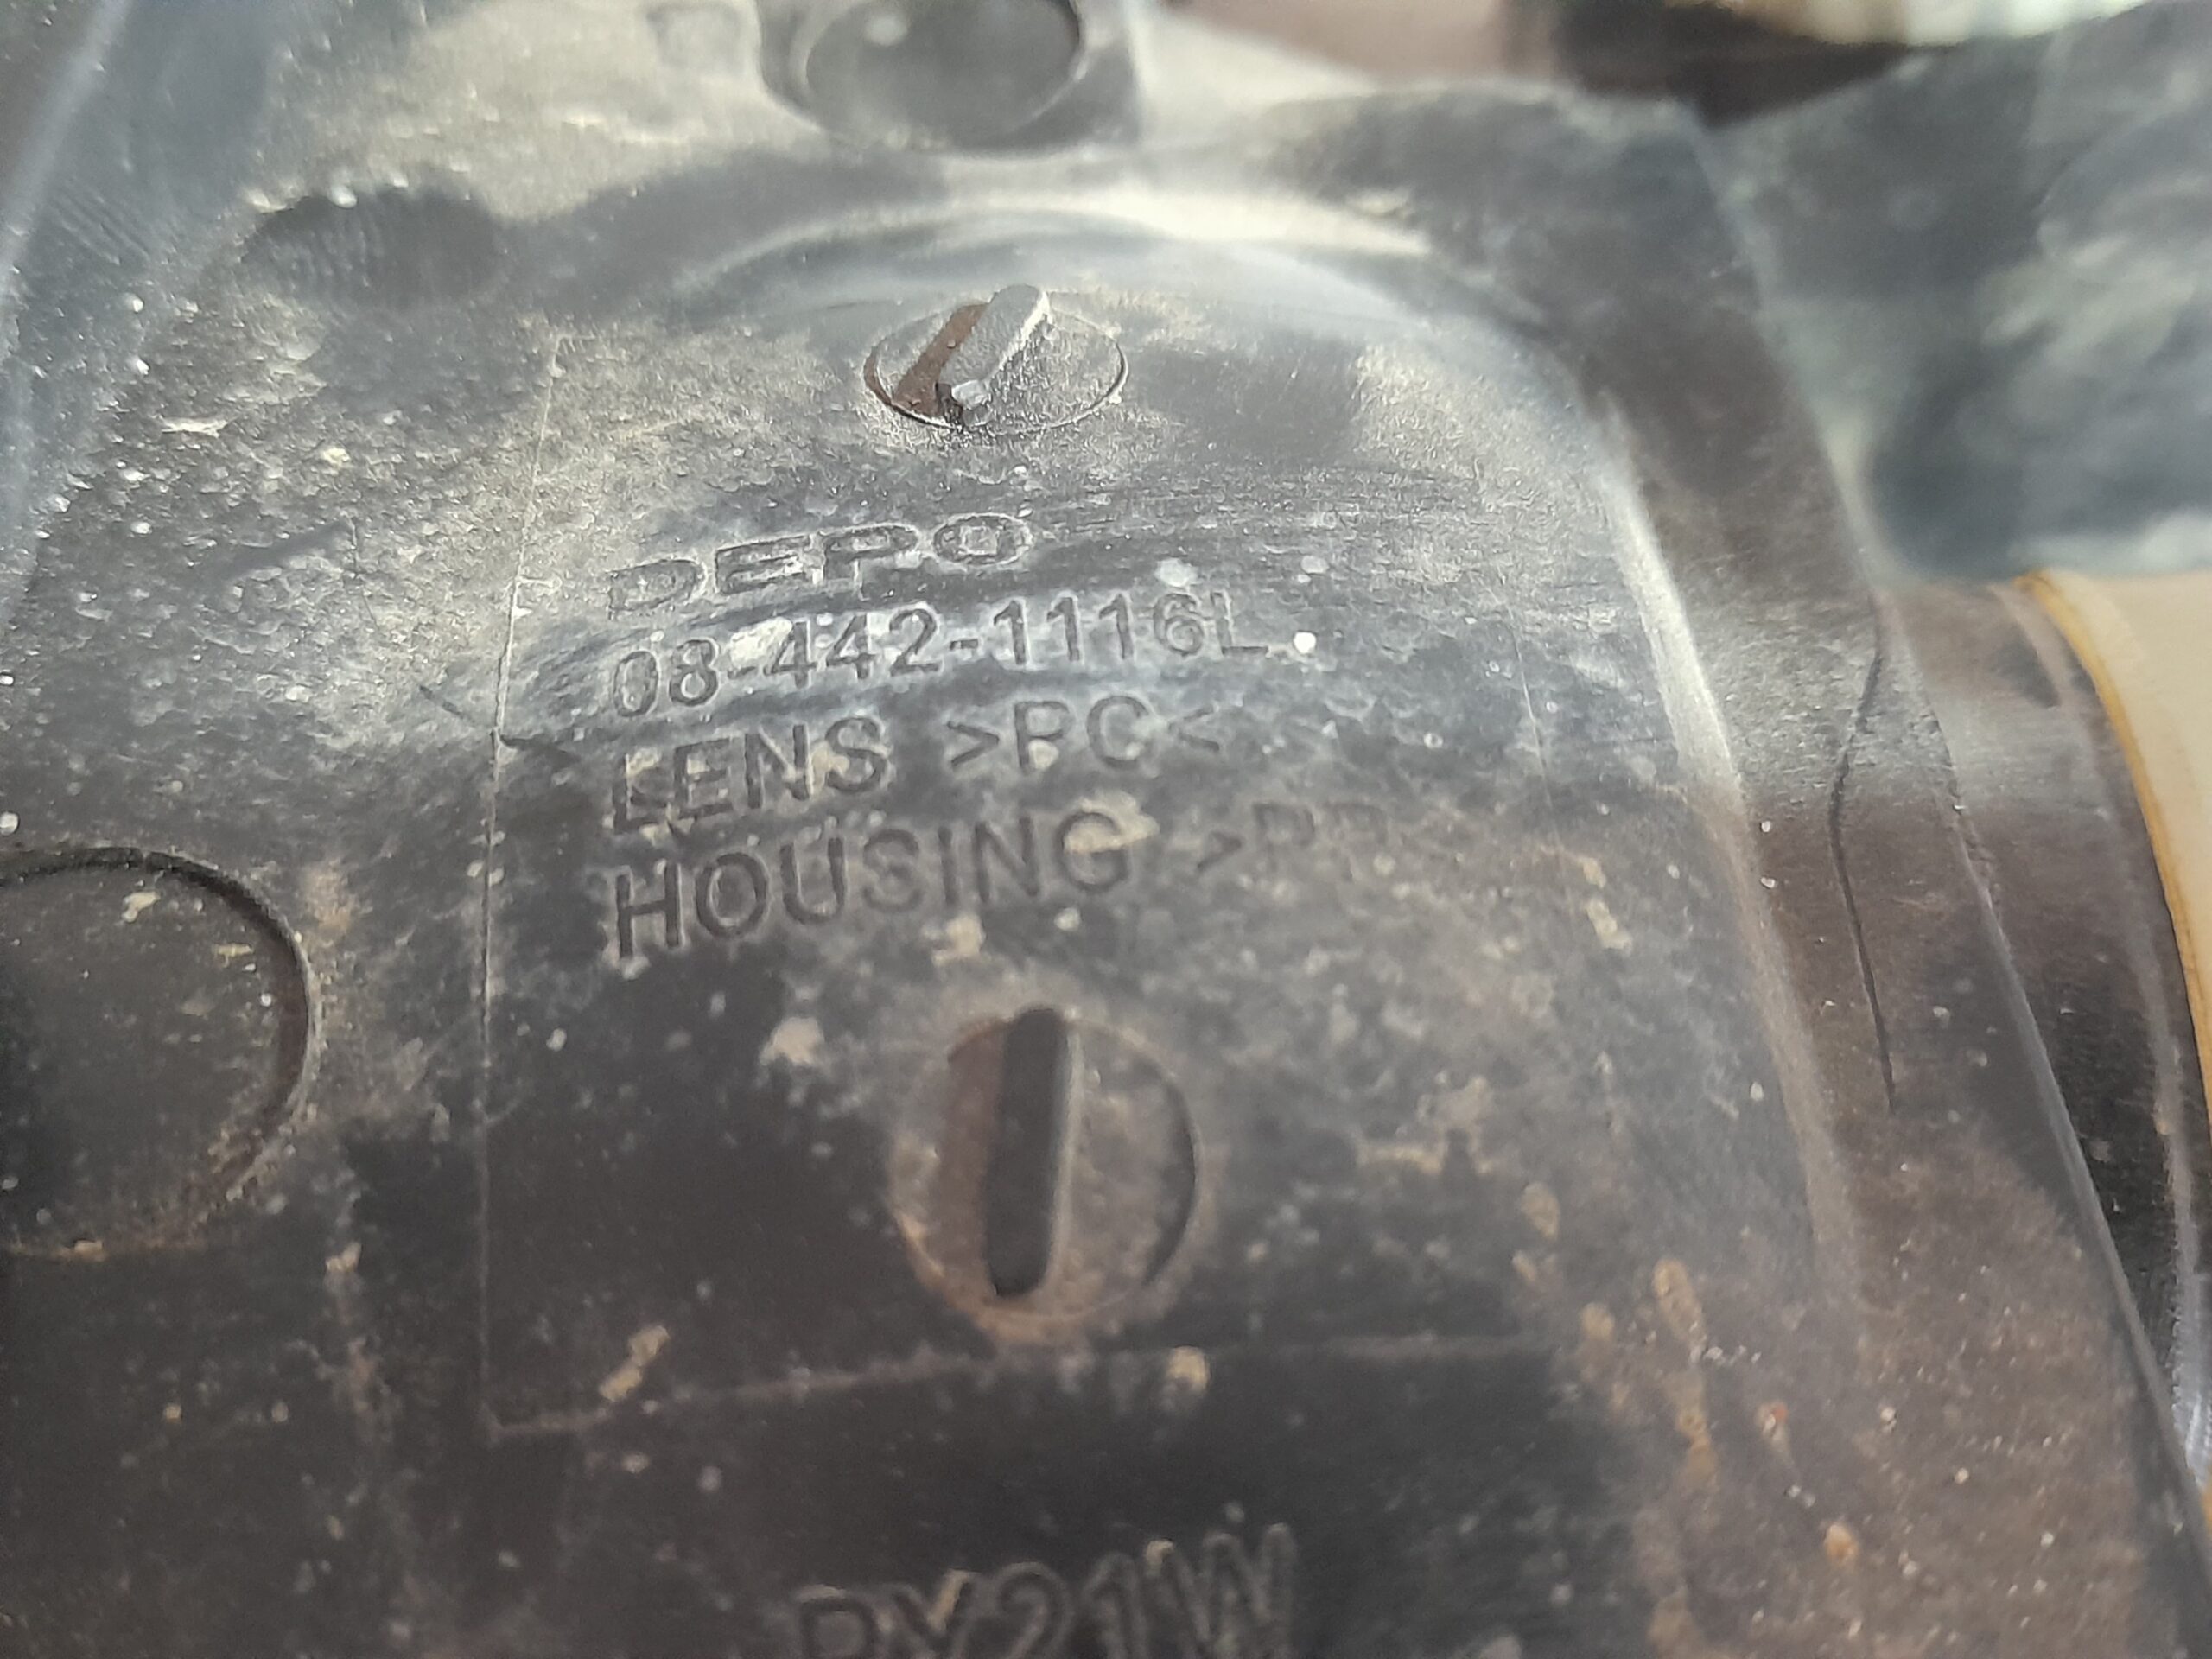 DEPO
08-442-1116L
LENS >PC<
HOUSING >PP<
PY21W